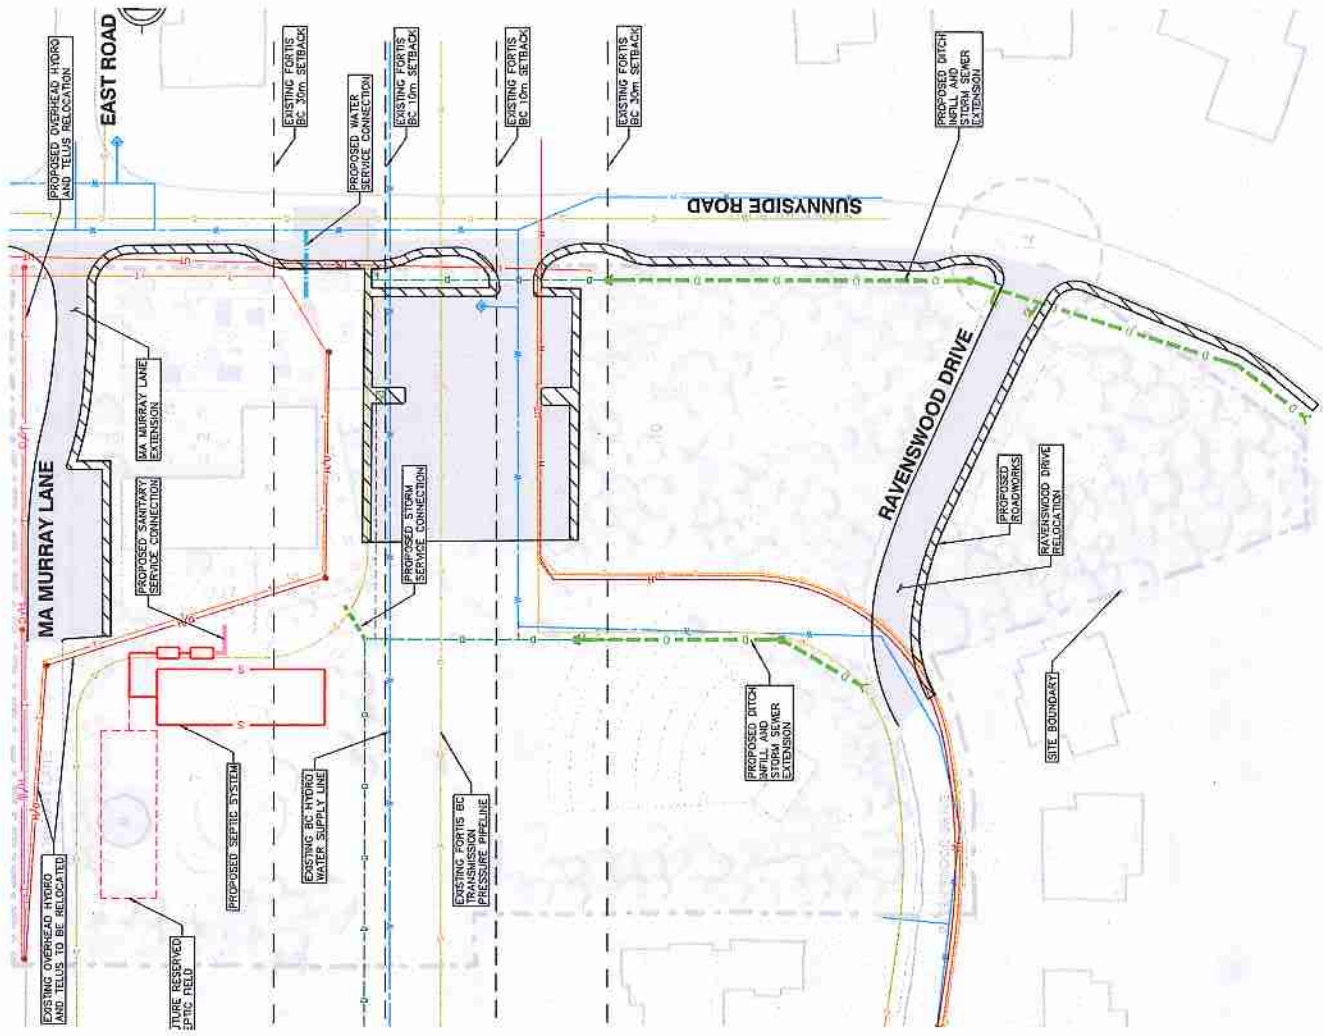 EAST ROAD
PROPOSED OVERHEAD HYDRO
AND TELUS RELOCATION
EXISTING FORTIS
BC 30m SETBACK
PROPOSED WATER
SERVICE CONNECTION
EXISTING FORTIS
BC 10m SETBACK
EXISTING FORTIS
BC 10m SETBACK
EXISTING FORTIS
BC 30m SETBACK
PROPOSED DITCH
INFILL AND
STORM SEWER
EXTENSION
SUNNYSIDE ROAD
MA MURRAY LANE
MA MURRAY LANE
EXTENSION
PROPOSED SANITARY
SERVICE CONNECTION
PROPOSED STORM
SERVICE CONNECTION
RAVENSWOOD DRIVE
PROPOSED
ROADWORKS
RAVENSWOOD DRIVE
RELOCATION
SITE BOUNDARY
PROPOSED DITCH
INFILL AND
STORM SEWER
EXTENSION
EXISTING FORTIS BC
TRANSMISSION
PRESSURE PIPELINE
EXISTING BC HYDRO
WATER SUPPLY LINE
PROPOSED SEPTIC SYSTEM
UTURE RESERVED
EPTIC FIELD
EXISTING OVERHEAD HYDRO
AND TELUS TO BE RELOCATED